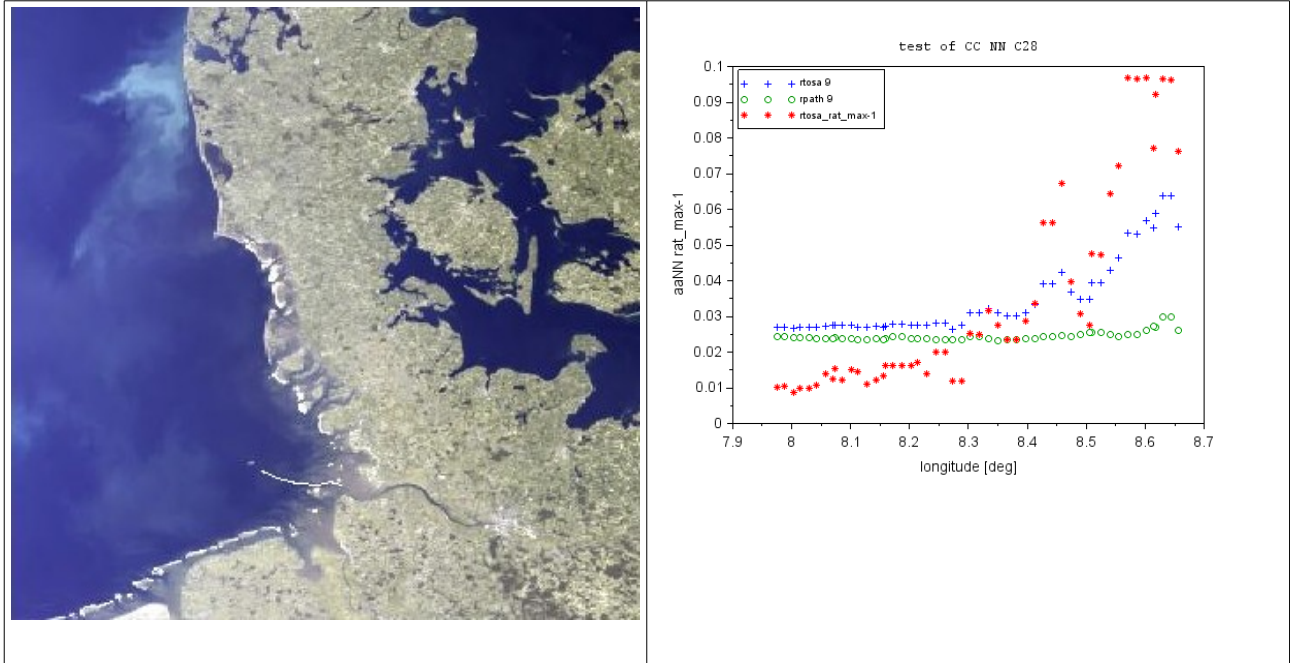 test of CC NN C28
rtosa 9
rpath 9
rtosa_rat_max-1
aaNN rat_max-1
0.1
0.09
0.08
0.07
0.06
0.05
0.04
0.03
0.02
0.01
0
7.9 8 8.1 8.2 8.3 8.4 8.5 8.6 8.7
longitude [deg]